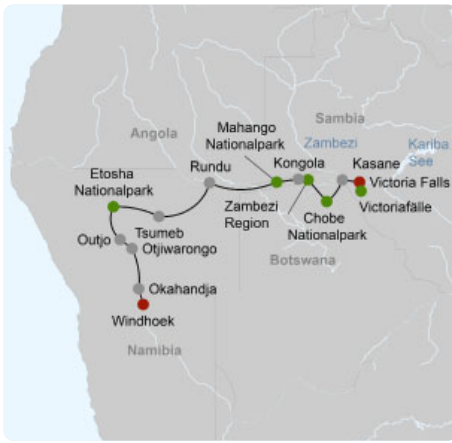 Sambia
Angola
Mahango
Nationalpark
Zambezi
Kariba
See
Etosha
Nationalpark
Rundu
Kongola
Kasane
Victoria Falls
Zambezi
Region
Victoriafälle
Chobe
Nationalpark
Tsumeb
Outjo
Otjiwarongo
Botswana
Okahandja
Windhoek
Namibia